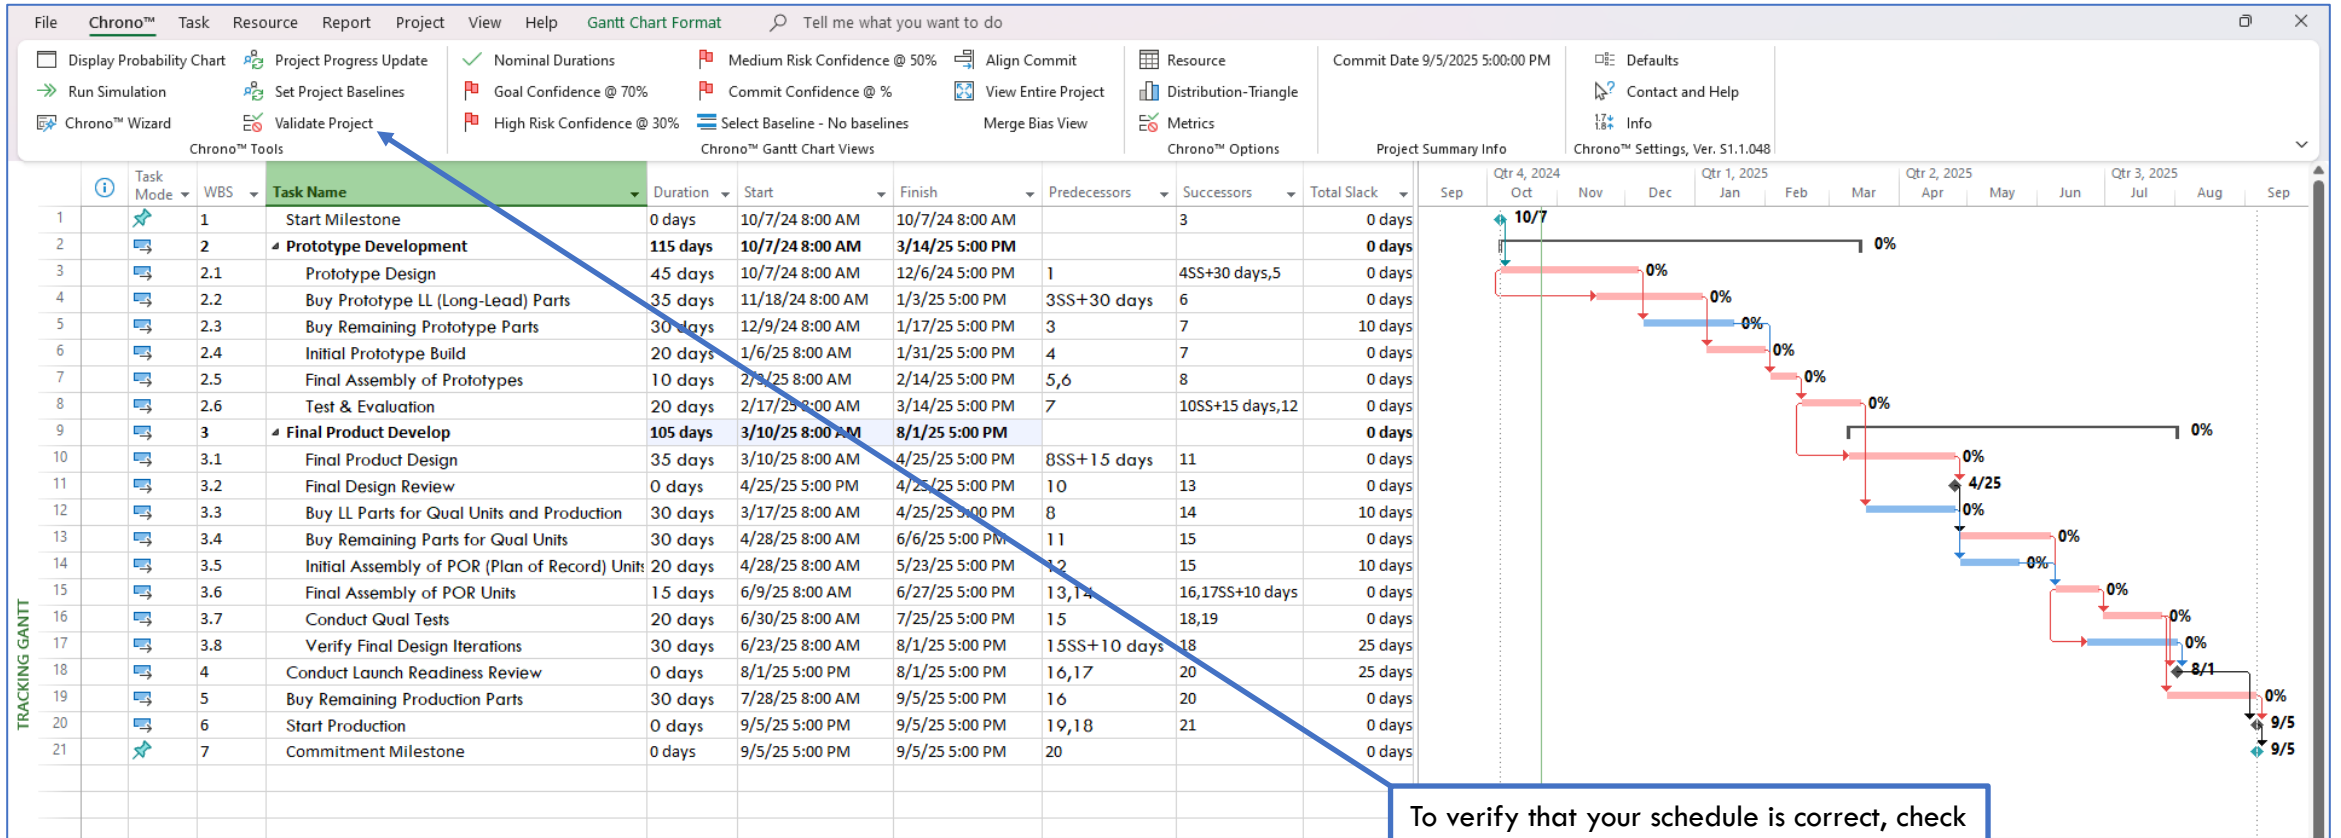 File Chrono™ Task Resource Report Project View Help Gantt Chart Format Tell me what you want to do
Display Probability Chart Project Progress Update Nominal Durations Medium Risk Confidence @ 50% Align Commit Resource Commit Date 9/5/2025 5:00:00 PM Defaults
Run Simulation Set Project Baselines Goal Confidence @ 70% Commit Confidence @ % View Entire Project Distribution-Triangle Contact and Help
Chrono™ Wizard Validate Project High Risk Confidence @ 30% Select Baseline - No baselines Merge Bias View Metrics 1.7 1.8 Info
Chrono™ Tools Chrono™ Gantt Chart Views Chrono™ Options Project Summary Info Chrono™ Settings, Ver. S1.1.048
Task Mode WBS Task Name Duration Start Finish Predecessors Successors Total Slack
Qtr 4, 2024 Qtr 1, 2025 Qtr 2, 2025 Qtr 3, 2025
Sep Oct Nov Dec Jan Feb Mar Apr May Jun Jul Aug Sep
1 1 Start Milestone 0 days 10/7/24 8:00 AM 10/7/24 8:00 AM 3 0 days 10/7
2 2 Prototype Development 115 days 10/7/24 8:00 AM 3/14/25 5:00 PM 0 days 0%
3 2.1 Prototype Design 45 days 10/7/24 8:00 AM 12/6/24 5:00 PM 1 4SS+30 days,5 0 days 0%
4 2.2 Buy Prototype LL (Long-Lead) Parts 35 days 11/18/24 8:00 AM 1/3/25 5:00 PM 3SS+30 days 6 0 days 0%
5 2.3 Buy Remaining Prototype Parts 30 days 12/9/24 8:00 AM 1/17/25 5:00 PM 3 7 10 days 0%
6 2.4 Initial Prototype Build 20 days 1/6/25 8:00 AM 1/31/25 5:00 PM 4 7 0 days 0%
7 2.5 Final Assembly of Prototypes 10 days 2/3/25 8:00 AM 2/14/25 5:00 PM 5,6 8 0 days 0%
8 2.6 Test & Evaluation 20 days 2/17/25 8:00 AM 3/14/25 5:00 PM 7 10SS+15 days,12 0 days 0%
9 3 Final Product Develop 105 days 3/10/25 8:00 AM 8/1/25 5:00 PM 0 days 0%
10 3.1 Final Product Design 35 days 3/10/25 8:00 AM 4/25/25 5:00 PM 8SS+15 days 11 0 days 0%
11 3.2 Final Design Review 0 days 4/25/25 5:00 PM 4/25/25 5:00 PM 10 13 0 days 4/25
12 3.3 Buy LL Parts for Qual Units and Production 30 days 3/17/25 8:00 AM 4/25/25 5:00 PM 8 14 10 days 0%
13 3.4 Buy Remaining Parts for Qual Units 30 days 4/28/25 8:00 AM 6/6/25 5:00 PM 11 15 0 days 0%
14 3.5 Initial Assembly of POR (Plan of Record) Units 20 days 4/28/25 8:00 AM 5/23/25 5:00 PM 12 15 10 days 0%
15 3.6 Final Assembly of POR Units 15 days 6/9/25 8:00 AM 6/27/25 5:00 PM 13,14 16,17SS+10 days 0 days 0%
16 3.7 Conduct Qual Tests 20 days 6/30/25 8:00 AM 7/25/25 5:00 PM 15 18,19 0 days 0%
17 3.8 Verify Final Design Iterations 30 days 6/23/25 8:00 AM 8/1/25 5:00 PM 15SS+10 days 18 25 days 0%
18 4 Conduct Launch Readiness Review 0 days 8/1/25 5:00 PM 8/1/25 5:00 PM 16,17 20 25 days 8/1
19 5 Buy Remaining Production Parts 30 days 7/28/25 8:00 AM 9/5/25 5:00 PM 16 20 0 days 0%
20 6 Start Production 0 days 9/5/25 5:00 PM 9/5/25 5:00 PM 19,18 21 0 days 9/5
21 7 Commitment Milestone 0 days 9/5/25 5:00 PM 9/5/25 5:00 PM 20 0 days 9/5
TRACKING GANTT
To verify that your schedule is correct, check